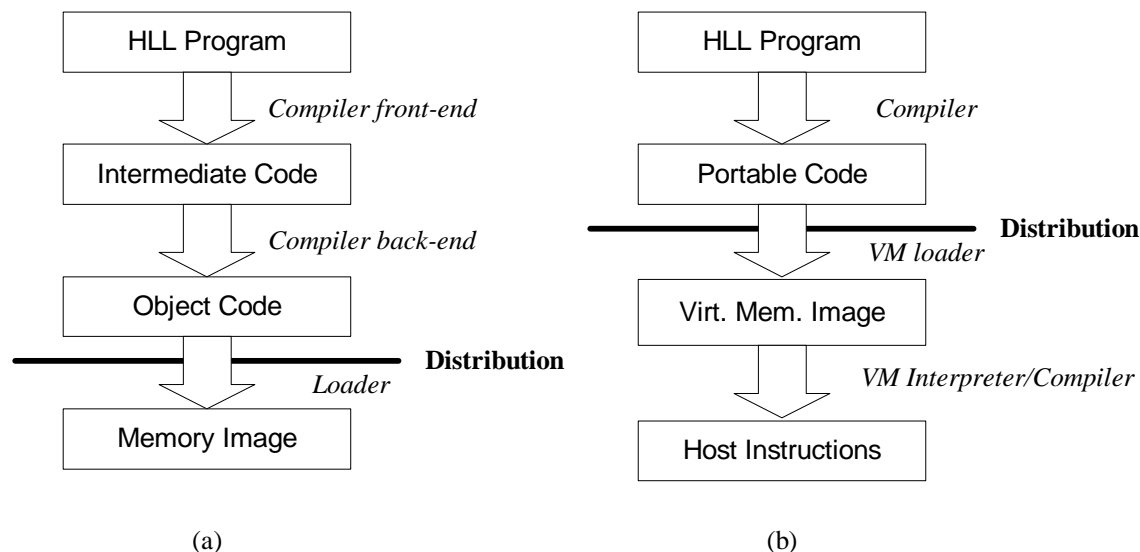 HLL Program
Compiler front-end
Intermediate Code
Compiler back-end
Object Code
Distribution
Loader
Memory Image
(a)
HLL Program
Compiler
Portable Code
Distribution
VM loader
Virt. Mem. Image
VM Interpreter/Compiler
Host Instructions
(b)